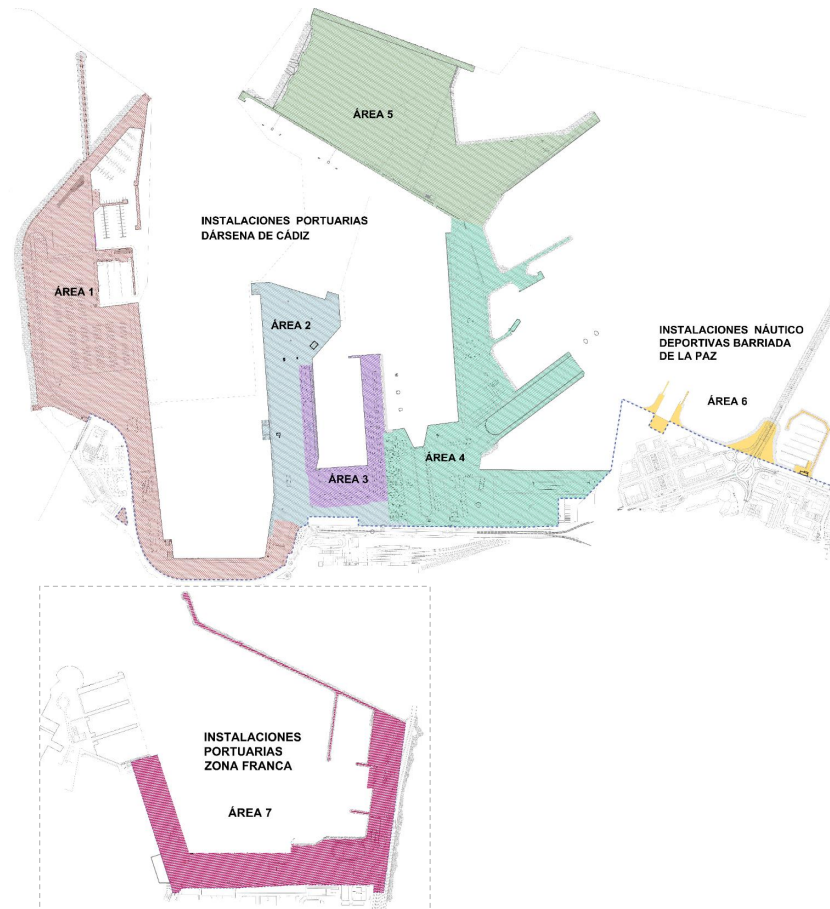 ÁREA 5
INSTALACIONES PORTUARIAS
DÁRSENA DE CÁDIZ
ÁREA 1
ÁREA 2
INSTALACIONES NÁUTICO
DEPORTIVAS BARRIADA
DE LA PAZ
ÁREA 6
ÁREA 4
ÁREA 3
INSTALACIONES
PORTUARIAS
ZONA FRANCA
ÁREA 7